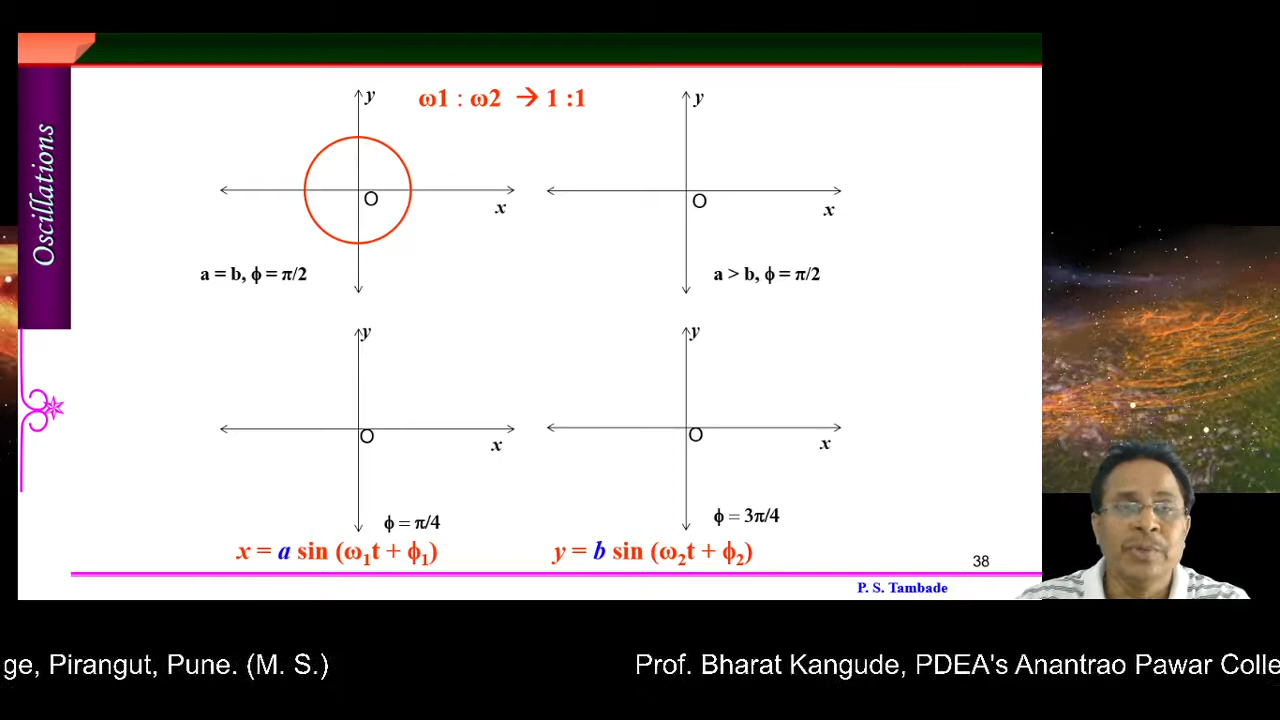 Oscillations
y
ω1 : ω2 → 1 :1
y
O
x
O
x
a = b, ϕ = π/2
a > b, ϕ = π/2
y
y
O
x
O
x
ϕ = π/4
ϕ = 3π/4
x = a sin (ω₁t + ϕ₁)
y = b sin (ω₂t + ϕ₂)
38
P. S. Tambade
ge, Pirangut, Pune. (M. S.)
Prof. Bharat Kangude, PDEA's Anantrao Pawar Colle